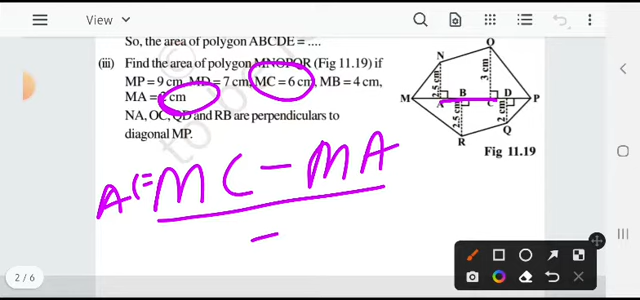 View
So, the area of polygon ABCDE = ....
(iii) Find the area of polygon MNOPQR (Fig 11.19) if
MP = 9 cm, MD = 7 cm, MC = 6 cm, MB = 4 cm,
MA = cm
NA, OC, QD and RB are perpendiculars to
diagonal MP.
O
N
3 cm
2.5 cm
M
A
B
C
D
P
2.5 cm
2 cm
Q
R
Fig 11.19
AC = MC - MA
=
2 / 6